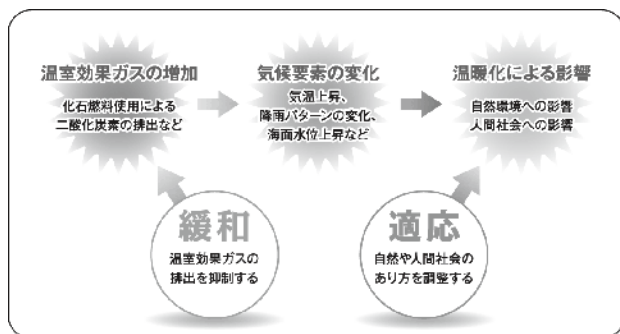 温室効果ガスの増加
化石燃料使用による
二酸化炭素の排出など
気候要素の変化
気温上昇、
降雨パターンの変化、
海面水位上昇など
温暖化による影響
自然環境への影響
人間社会への影響
緩和
温室効果ガスの
排出を抑制する
適応
自然や人間社会の
あり方を調整する